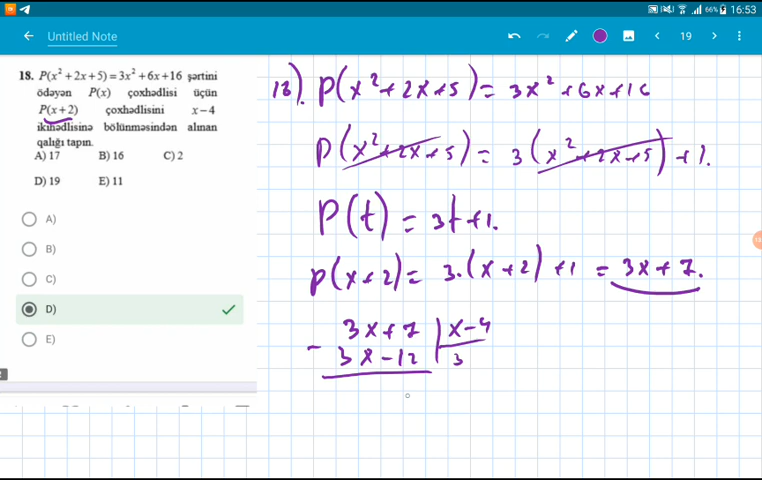 66% 16:53
Untitled Note
19
18. P(x² + 2x + 5) = 3x² + 6x + 16 şərtini
ödəyən P(x) çoxhədlisi üçün
P(x + 2) çoxhədlisini x − 4
ikihədlisinə bölünməsindən alınan
qalığı tapın.
A) 17 B) 16 C) 2
D) 19 E) 11
A)
B)
C)
D)
E)
18). P(x² + 2x + 5) = 3x² + 6x + 16
P(x² + 2x + 5) = 3(x² + 2x + 5) + 1.
P(t) = 3t + 1.
P(x + 2) = 3.(x + 2) + 1 = 3x + 7.
3x + 7 | x − 4
− 3x − 12 | 3